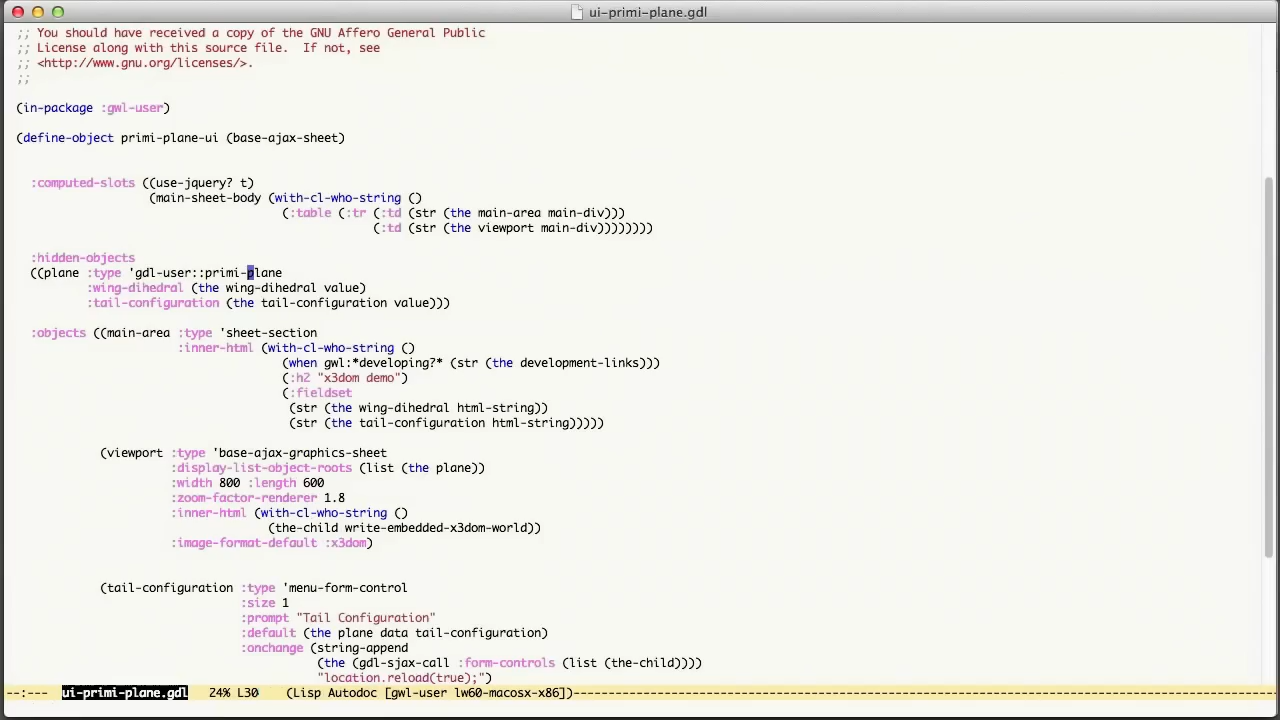 ui-primi-plane.gdl
;; You should have received a copy of the GNU Affero General Public
;; License along with this source file.  If not, see
;; <http://www.gnu.org/licenses/>.
;;
(in-package :gwl-user)
(define-object primi-plane-ui (base-ajax-sheet)
:computed-slots ((use-jquery? t)
(main-sheet-body (with-cl-who-string ()
(:table (:tr (:td (str (the main-area main-div)))
(:td (str (the viewport main-div))))))))
:hidden-objects
((plane :type 'gdl-user::primi-plane
:wing-dihedral (the wing-dihedral value)
:tail-configuration (the tail-configuration value)))
:objects ((main-area :type 'sheet-section
:inner-html (with-cl-who-string ()
(when gwl:*developing?* (str (the development-links)))
(:h2 "x3dom demo")
(:fieldset
(str (the wing-dihedral html-string))
(str (the tail-configuration html-string)))))
(viewport :type 'base-ajax-graphics-sheet
:display-list-object-roots (list (the plane))
:width 800 :length 600
:zoom-factor-renderer 1.8
:inner-html (with-cl-who-string ()
(the-child write-embedded-x3dom-world))
:image-format-default :x3dom)
(tail-configuration :type 'menu-form-control
:size 1
:prompt "Tail Configuration"
:default (the plane data tail-configuration)
:onchange (string-append
(the (gdl-sjax-call :form-controls (list (the-child))))
"location.reload(true);")
--:---  ui-primi-plane.gdl   24% L30    (Lisp Autodoc [gwl-user lw60-macosx-x86])----------